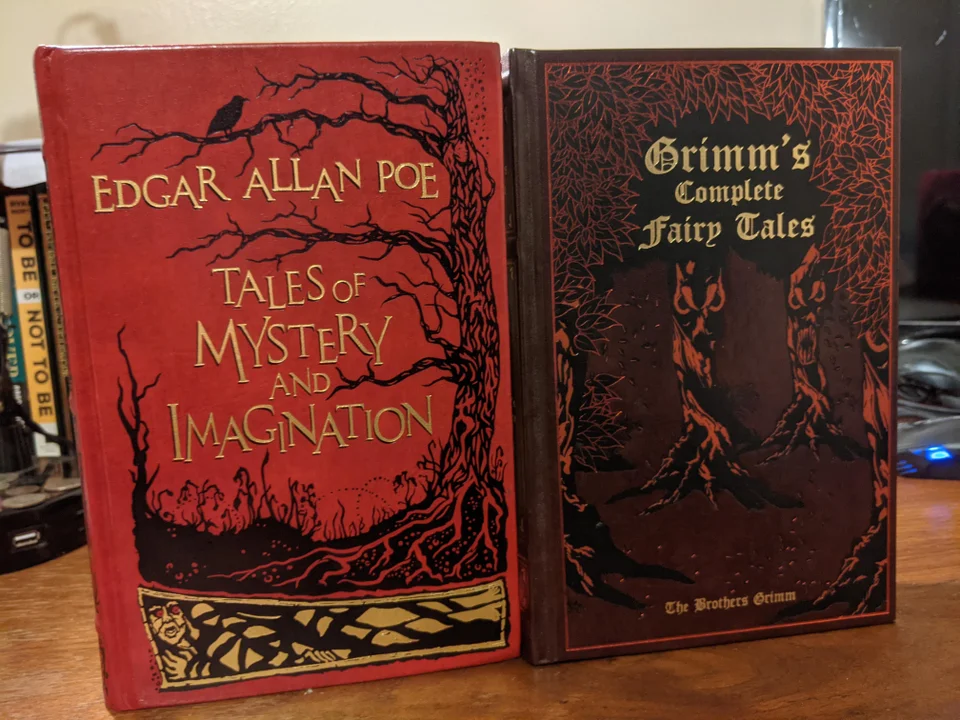 EDGAR ALLAN POE
TALES OF
MYSTERY
AND
IMAGINATION
Grimm's
Complete
Fairy Tales
The Brothers Grimm
TO BE OR NOT TO BE